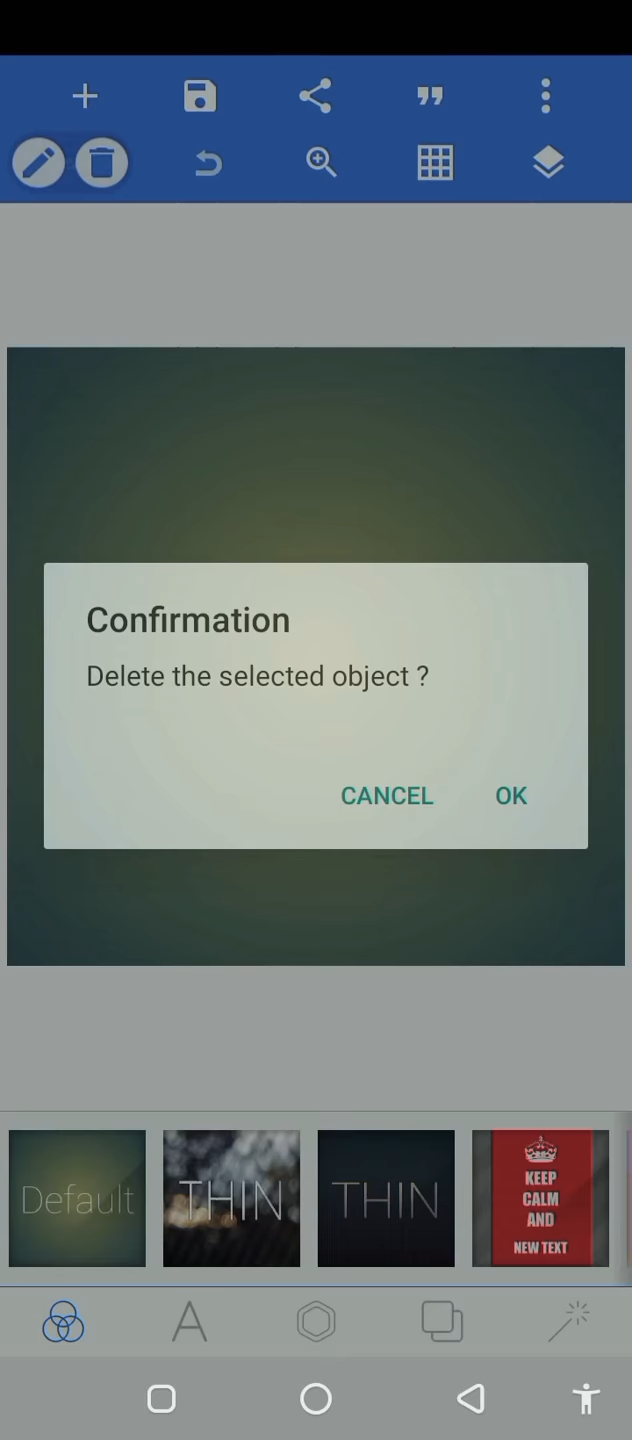 Confirmation
Delete the selected object ?
CANCEL
OK
Default
THIN
THIN
KEEP
CALM
AND
NEW TEXT